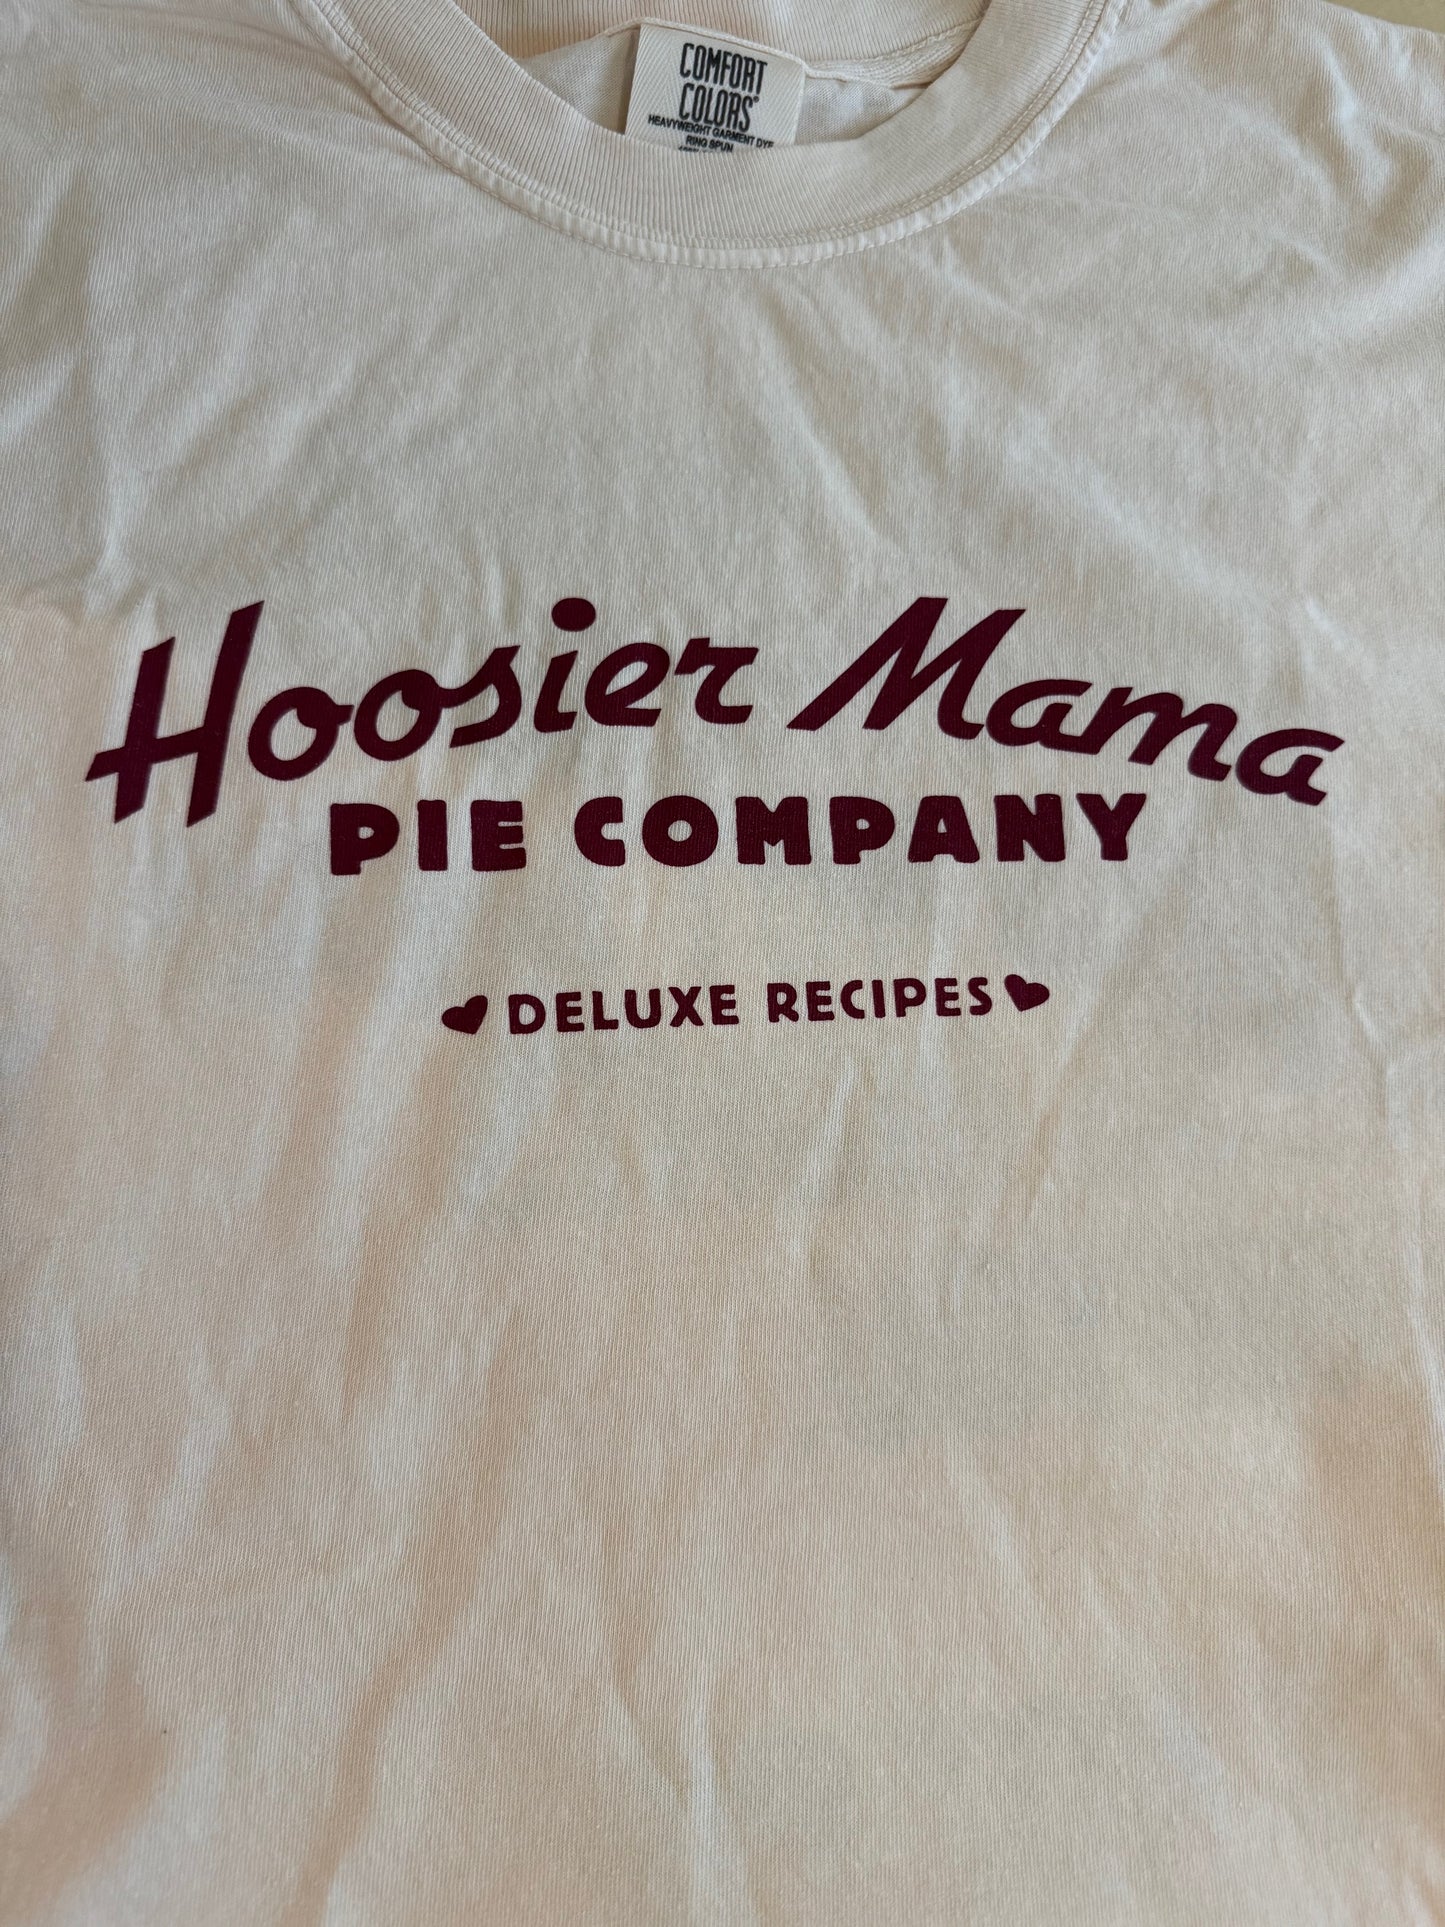 COMFORT
COLORS®
HEAVYWEIGHT GARMENT DYE
RING SPUN
Hoosier Mama
PIE COMPANY
DELUXE RECIPES